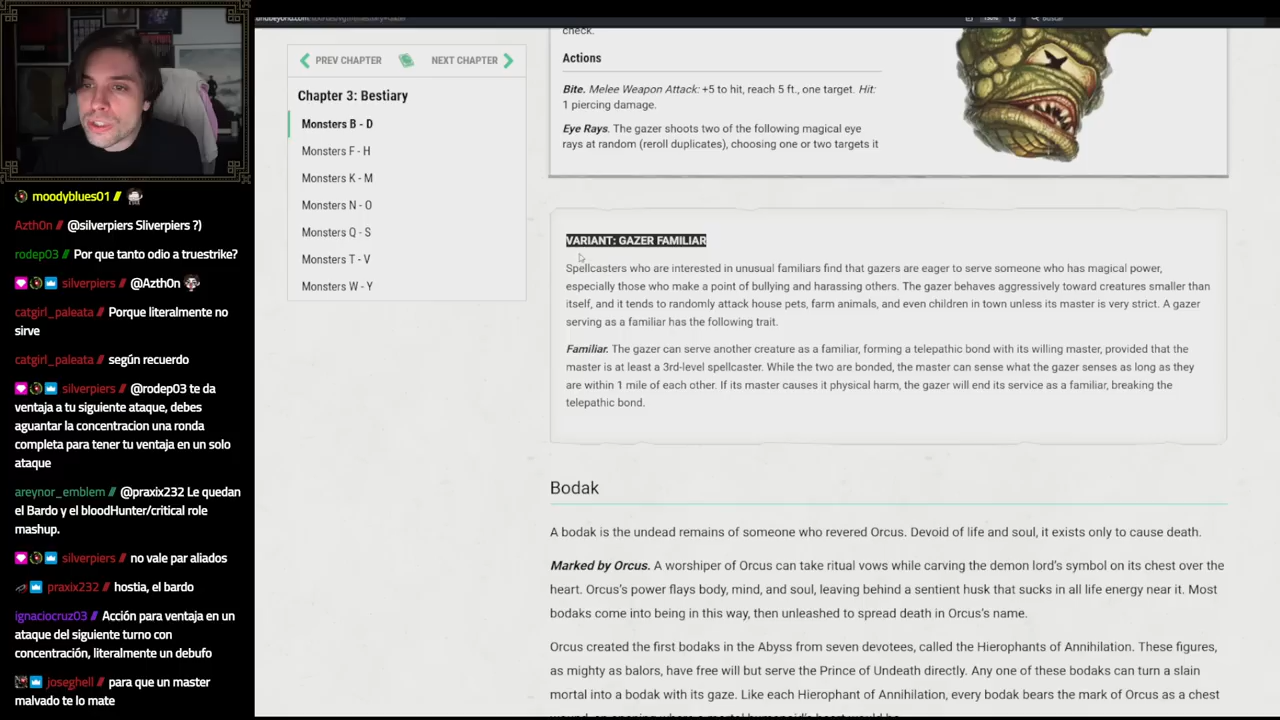 PREV CHAPTER NEXT CHAPTER
Chapter 3: Bestiary
Monsters B - D
Monsters F - H
Monsters K - M
Monsters N - O
Monsters Q - S
Monsters T - V
Monsters W - Y
check.
Actions
Bite. Melee Weapon Attack: +5 to hit, reach 5 ft., one target. Hit:
1 piercing damage.
Eye Rays. The gazer shoots two of the following magical eye
rays at random (reroll duplicates), choosing one or two targets it
VARIANT: GAZER FAMILIAR
Spellcasters who are interested in unusual familiars find that gazers are eager to serve someone who has magical power,
especially those who make a point of bullying and harassing others. The gazer behaves aggressively toward creatures smaller than
itself, and it tends to randomly attack house pets, farm animals, and even children in town unless its master is very strict. A gazer
serving as a familiar has the following trait.
Familiar. The gazer can serve another creature as a familiar, forming a telepathic bond with its willing master, provided that the
master is at least a 3rd-level spellcaster. While the two are bonded, the master can sense what the gazer senses as long as they
are within 1 mile of each other. If its master causes it physical harm, the gazer will end its service as a familiar, breaking the
telepathic bond.
Bodak
A bodak is the undead remains of someone who revered Orcus. Devoid of life and soul, it exists only to cause death.
Marked by Orcus. A worshiper of Orcus can take ritual vows while carving the demon lord's symbol on its chest over the
heart. Orcus's power flays body, mind, and soul, leaving behind a sentient husk that sucks in all life energy near it. Most
bodaks come into being in this way, then unleashed to spread death in Orcus's name.
Orcus created the first bodaks in the Abyss from seven devotees, called the Hierophants of Annihilation. These figures,
as mighty as balors, have free will but serve the Prince of Undeath directly. Any one of these bodaks can turn a slain
mortal into a bodak with its gaze. Like each Hierophant of Annihilation, every bodak bears the mark of Orcus as a chest
moodyblues01 //
Azth0n // @silverpiers Sliverpiers ?)
rodep03 // Por que tanto odio a truestrike?
silverpiers // @Azth0n
catgirl_paleata // Porque literalmente no
sirve
catgirl_paleata // según recuerdo
silverpiers // @rodep03 te da
ventaja a tu siguiente ataque, debes
aguantar la concentracion una ronda
completa para tener tu ventaja en un solo
ataque
areynor_emblem // @praxix232 Le quedan
el Bardo y el bloodHunter/critical role
mashup.
silverpiers // no vale par aliados
praxix232 // hostia, el bardo
ignaciocruz03 // Acción para ventaja en un
ataque del siguiente turno con
concentración, literalmente un debufo
joseghell // para que un master
malvado te lo mate